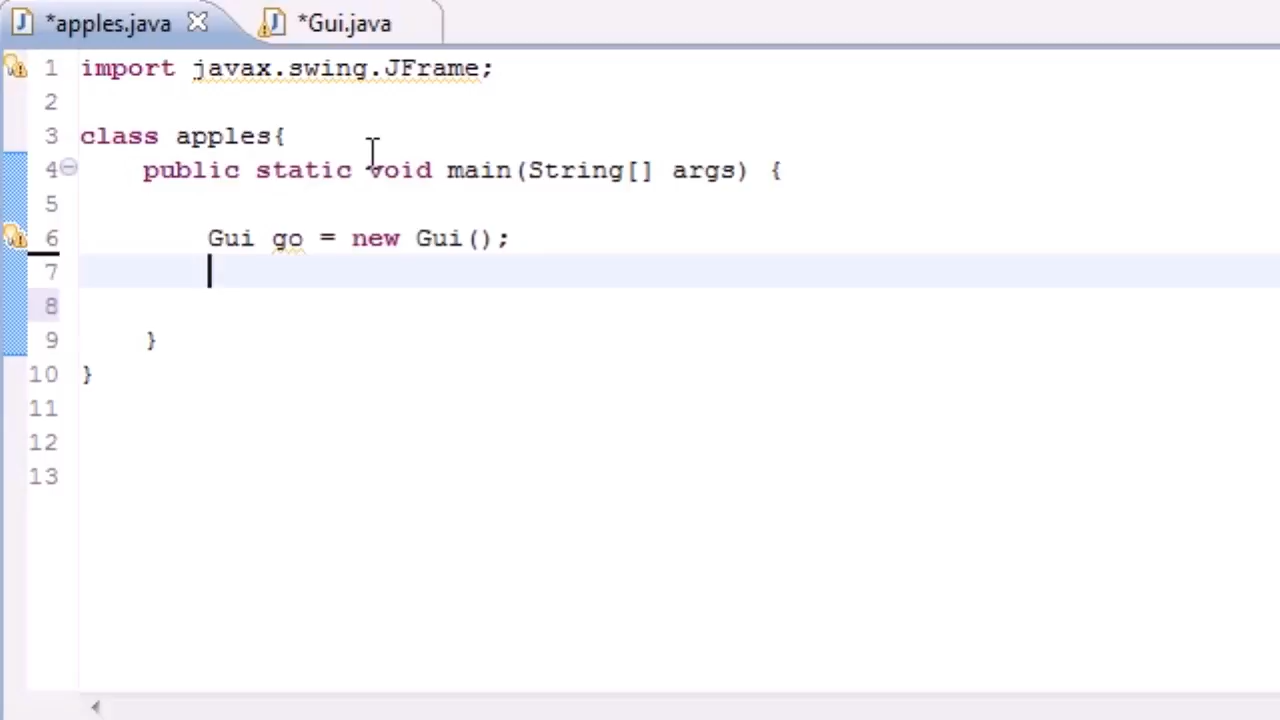 *apples.java *Gui.java
1 import javax.swing.JFrame;
2
3 class apples{
4 public static void main(String[] args) {
5
6 Gui go = new Gui();
7
8
9 }
10 }
11
12
13